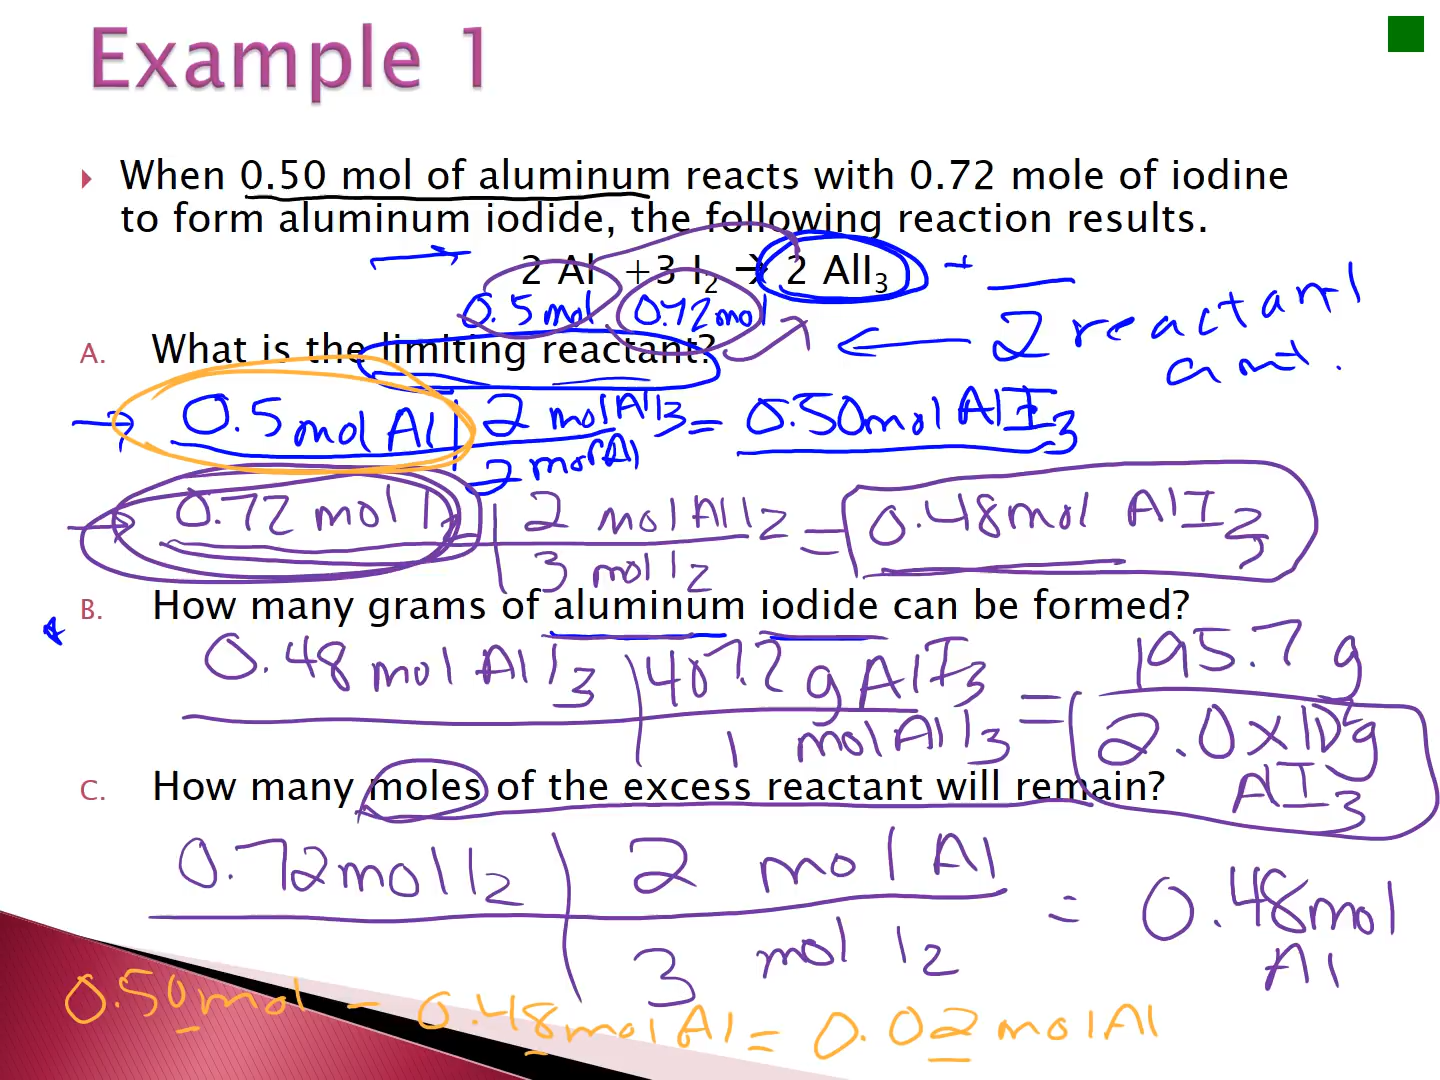 Example 1
When 0.50 mol of aluminum reacts with 0.72 mole of iodine
to form aluminum iodide, the following reaction results.
2 Al + 3 I₂ → 2 AlI₃ +
0.5 mol 0.72 mol
2 reactant
amt.
A. What is the limiting reactant?
0.5 mol Al | 2 mol AlI3 = 0.50 mol AlI3
2 mol Al
0.72 mol I2 | 2 mol AlI2 = 0.48 mol AlI3
3 mol I2
B. How many grams of aluminum iodide can be formed?
0.48 mol AlI3 | 407.2 g AlI3 = 195.7 g
1 mol AlI3
2.0 x 10² g
AlI3
C. How many moles of the excess reactant will remain?
0.72 mol I2 | 2 mol Al = 0.48 mol
3 mol I2 Al
0.50 mol - 0.48 mol Al = 0.02 mol Al